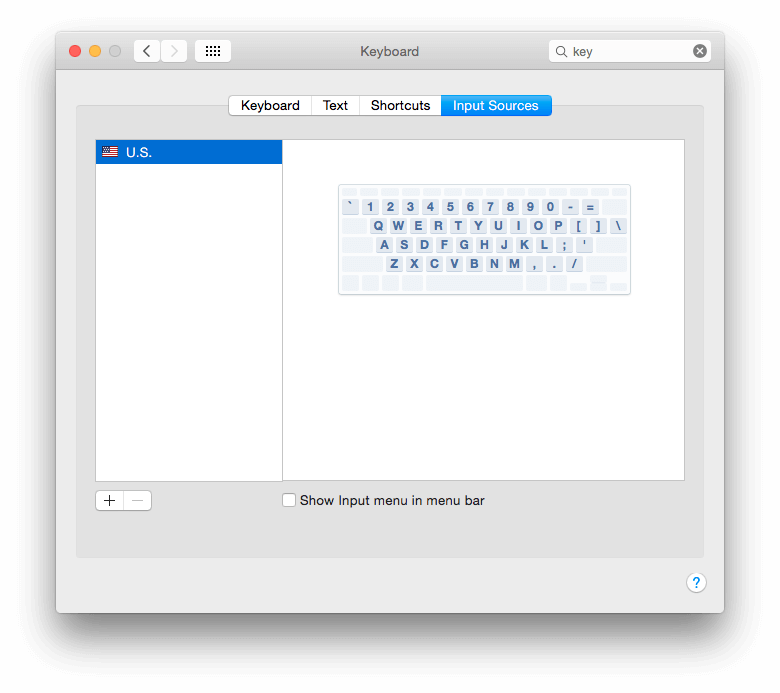 Keyboard
key
Keyboard Text Shortcuts Input Sources
U.S.
` 1 2 3 4 5 6 7 8 9 0 - =
Q W E R T Y U I O P [ ] \
A S D F G H J K L ; '
Z X C V B N M , . /
+ −
Show Input menu in menu bar
?